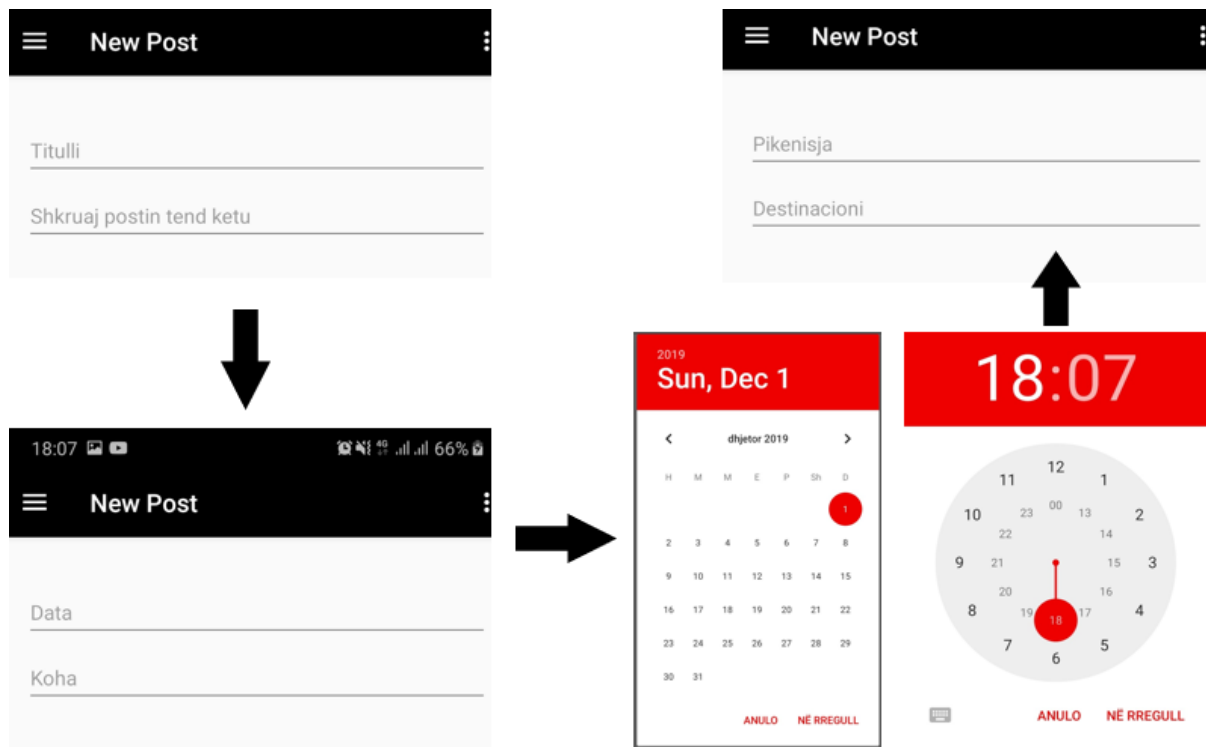 New Post
Titulli
Shkruaj postin tend ketu
18:07 4G 66%
New Post
Data
Koha
2019
Sun, Dec 1
dhjetor 2019
H M M E P Sh D
1
2 3 4 5 6 7 8
9 10 11 12 13 14 15
16 17 18 19 20 21 22
23 24 25 26 27 28 29
30 31
ANULO NË RREGULL
18:07
12
11 1
00
23 13
10 2
22 14
9 21 15 3
20 16
8 4
19 18 17
7 5
6
ANULO NË RREGULL
New Post
Pikenisja
Destinacioni